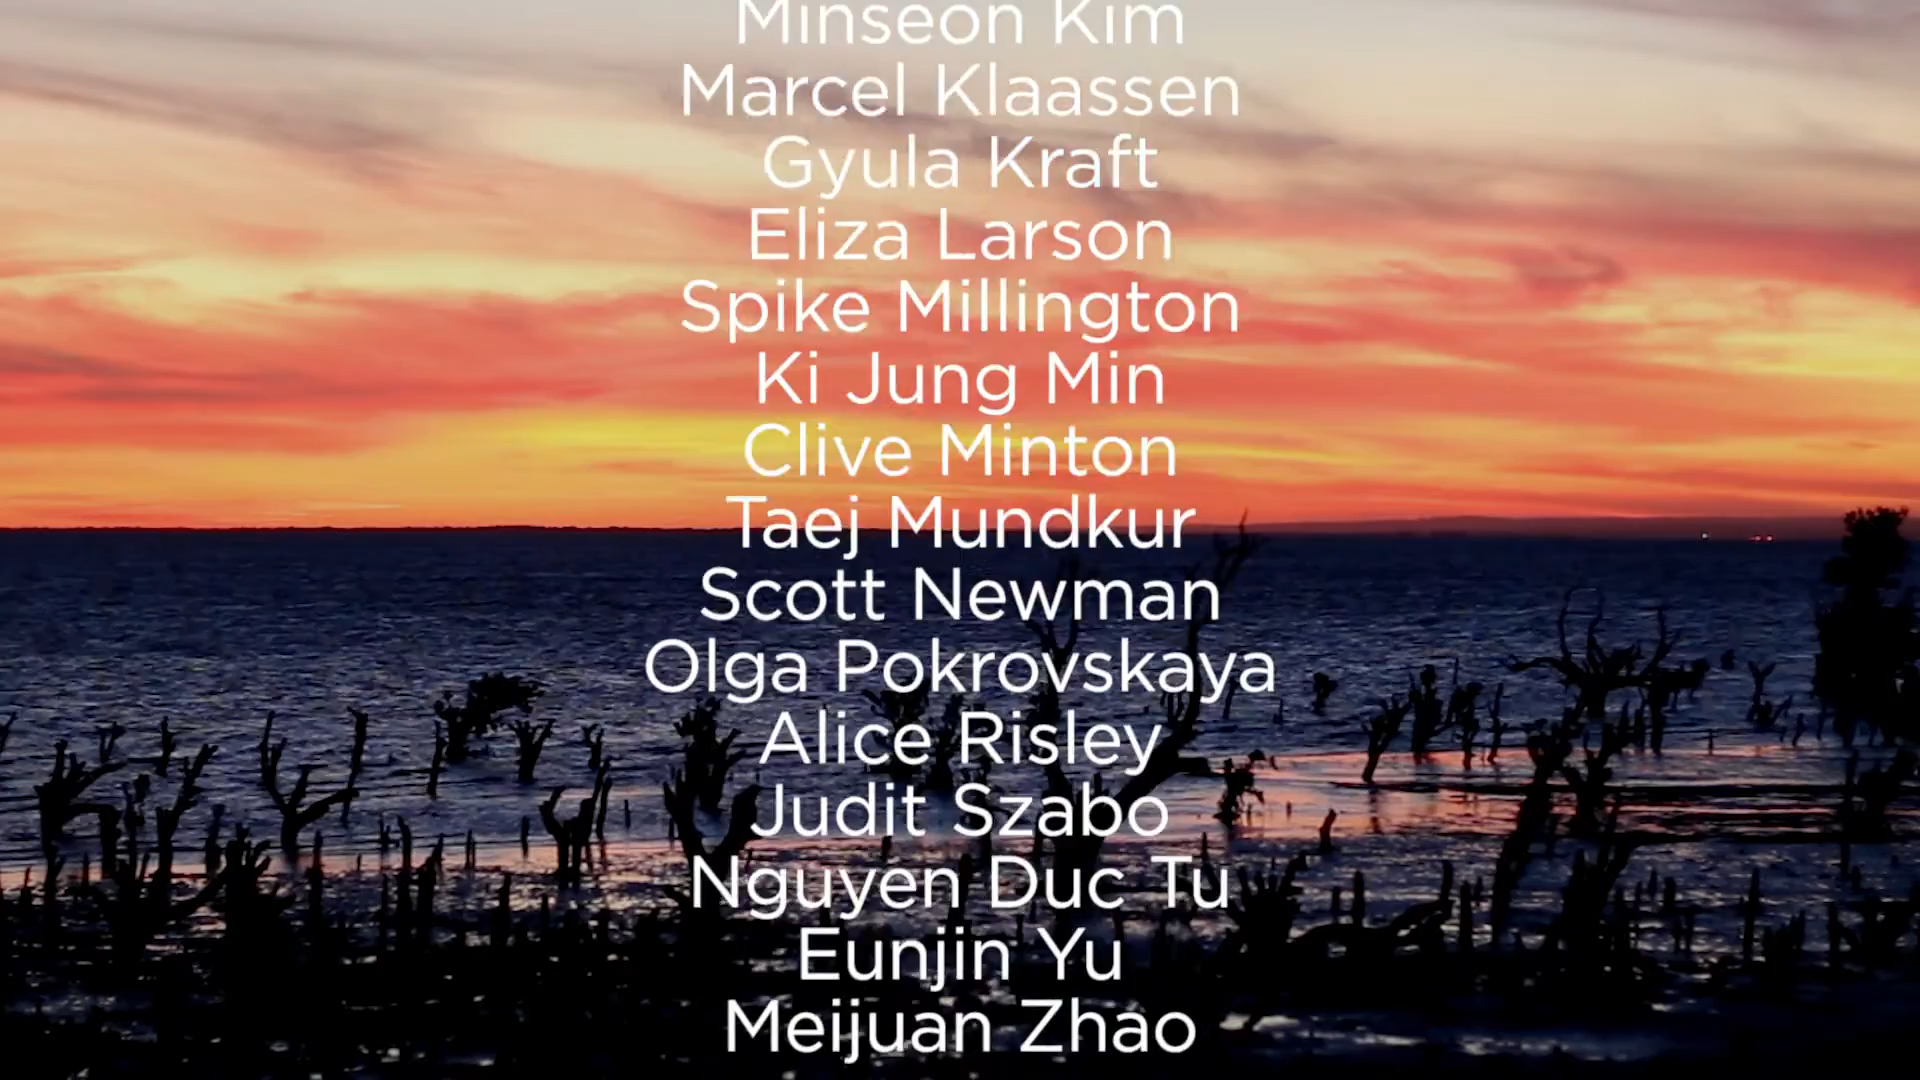 Minseon Kim
Marcel Klaassen
Gyula Kraft
Eliza Larson
Spike Millington
Ki Jung Min
Clive Minton
Taej Mundkur
Scott Newman
Olga Pokrovskaya
Alice Risley
Judit Szabo
Nguyen Duc Tu
Eunjin Yu
Meijuan Zhao